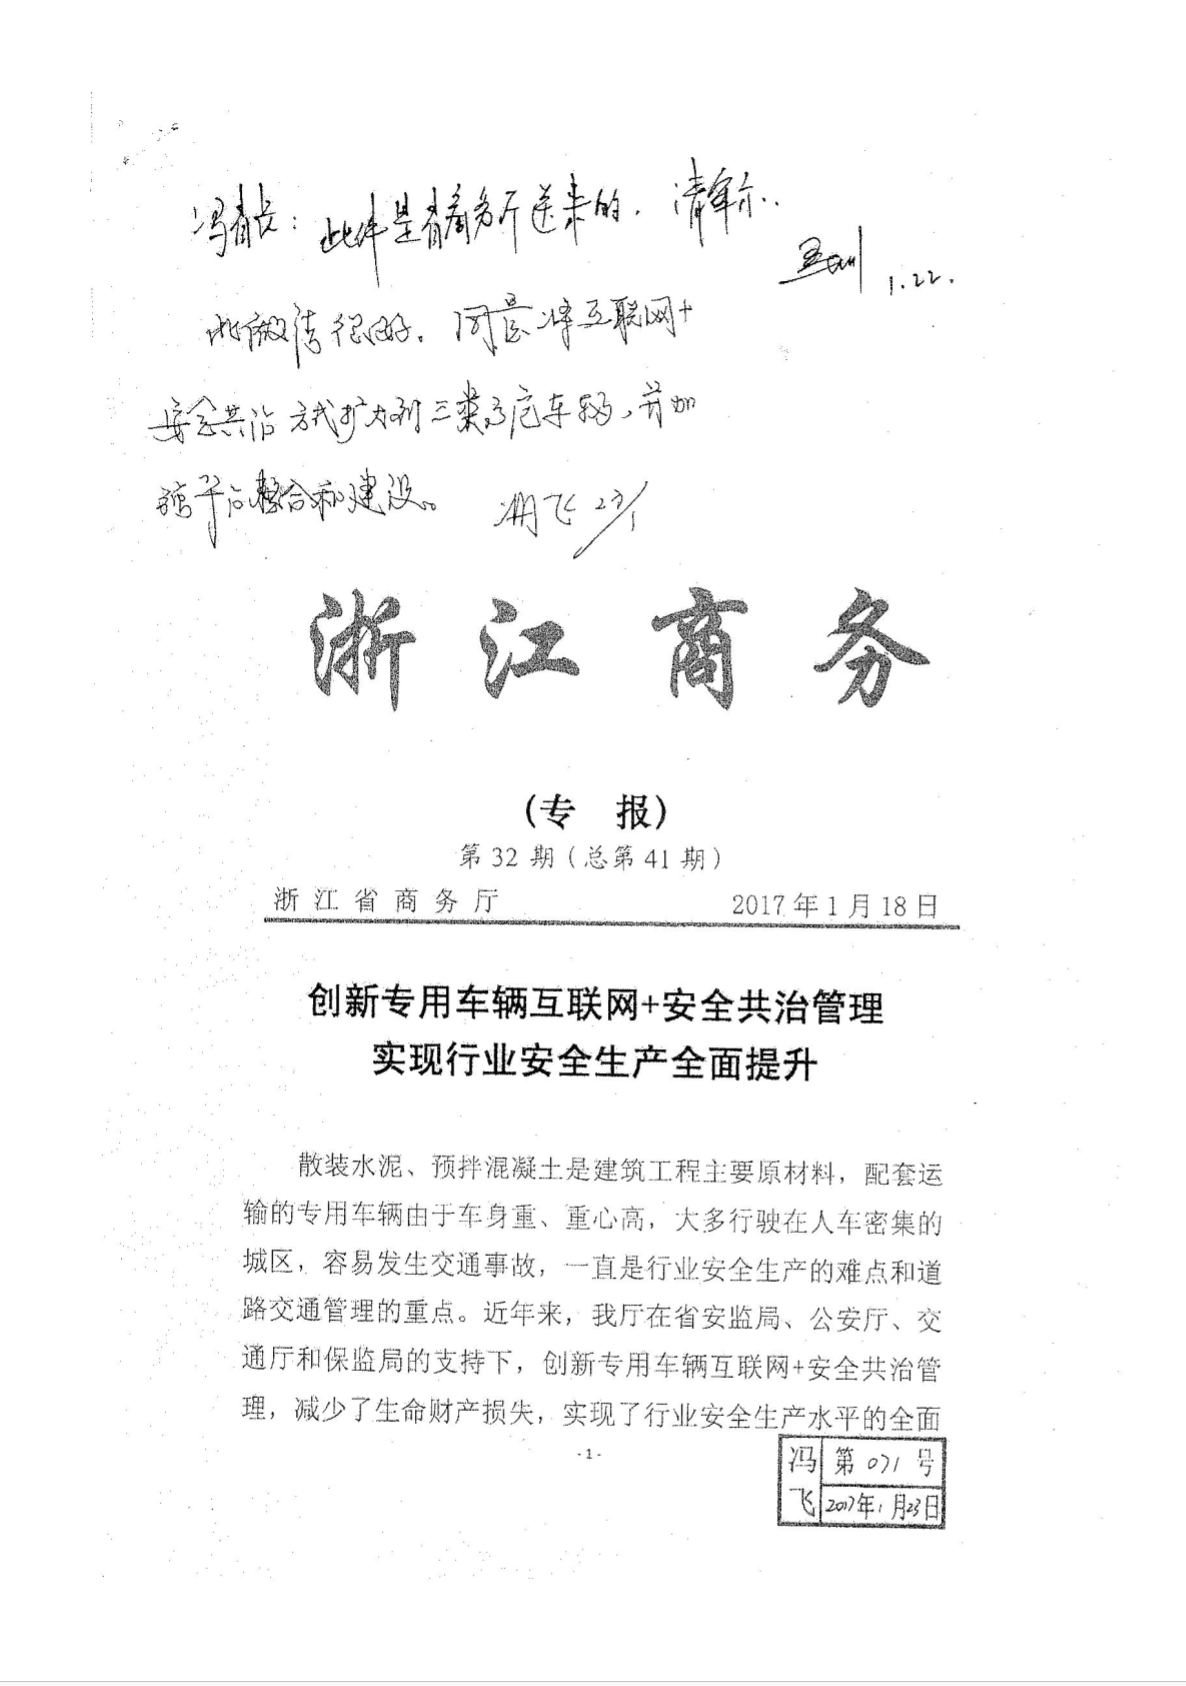 冯省长：此件是省商务厅送来的，请阅示。
1.22.
此做法很好，可考虑将互联网+
安全共治方式扩大到三类高危车辆，并加
强平台整合和建设。 冯飞 23/1
浙江商务
（专 报）
第 32 期（总第 41 期）
浙江省商务厅 2017年1月18日
创新专用车辆互联网+安全共治管理
实现行业安全生产全面提升
散装水泥、预拌混凝土是建筑工程主要原材料，配套运
输的专用车辆由于车身重、重心高，大多行驶在人车密集的
城区，容易发生交通事故，一直是行业安全生产的难点和道
路交通管理的重点。近年来，我厅在省安监局、公安厅、交
通厅和保监局的支持下，创新专用车辆互联网+安全共治管
理，减少了生命财产损失，实现了行业安全生产水平的全面
-1-
冯飞 第 071 号
2017年1月23日